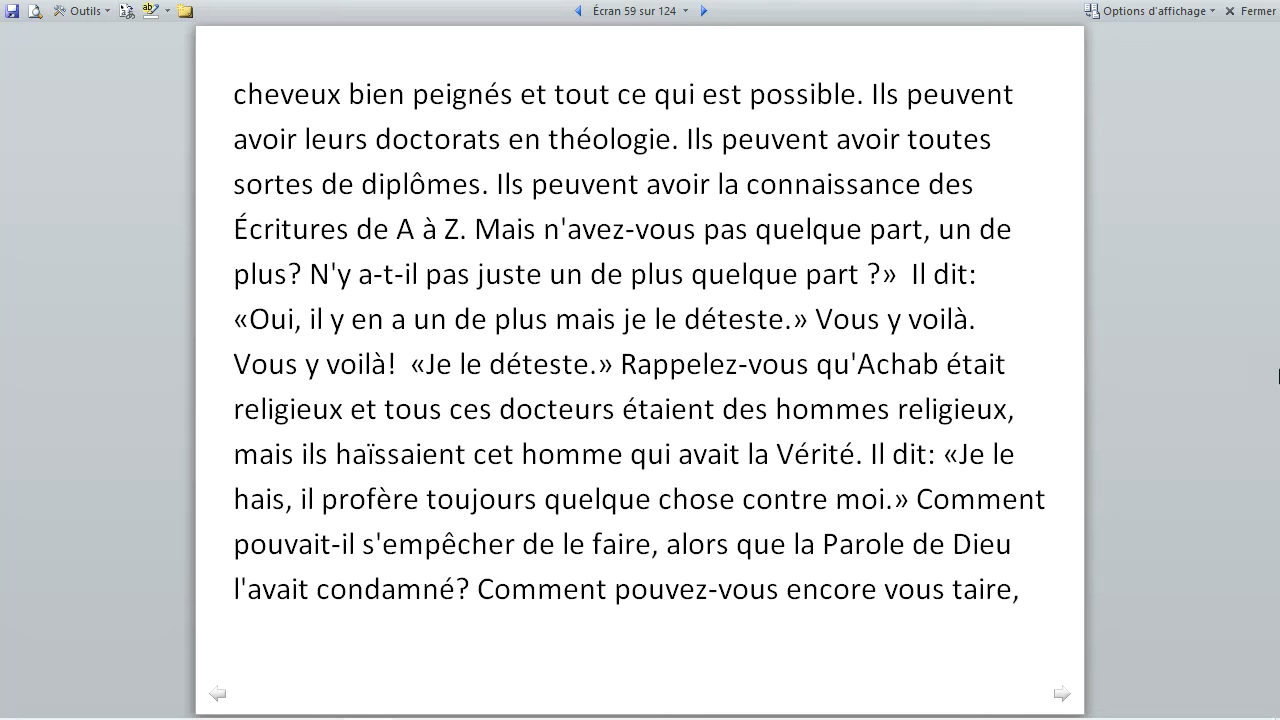 Outils
Écran 59 sur 124
Options d'affichage
Fermer
cheveux bien peignés et tout ce qui est possible. Ils peuvent
avoir leurs doctorats en théologie. Ils peuvent avoir toutes
sortes de diplômes. Ils peuvent avoir la connaissance des
Écritures de A à Z. Mais n'avez-vous pas quelque part, un de
plus? N'y a-t-il pas juste un de plus quelque part ?»  Il dit:
«Oui, il y en a un de plus mais je le déteste.» Vous y voilà.
Vous y voilà!  «Je le déteste.» Rappelez-vous qu'Achab était
religieux et tous ces docteurs étaient des hommes religieux,
mais ils haïssaient cet homme qui avait la Vérité. Il dit: «Je le
hais, il profère toujours quelque chose contre moi.» Comment
pouvait-il s'empêcher de le faire, alors que la Parole de Dieu
l'avait condamné? Comment pouvez-vous encore vous taire,